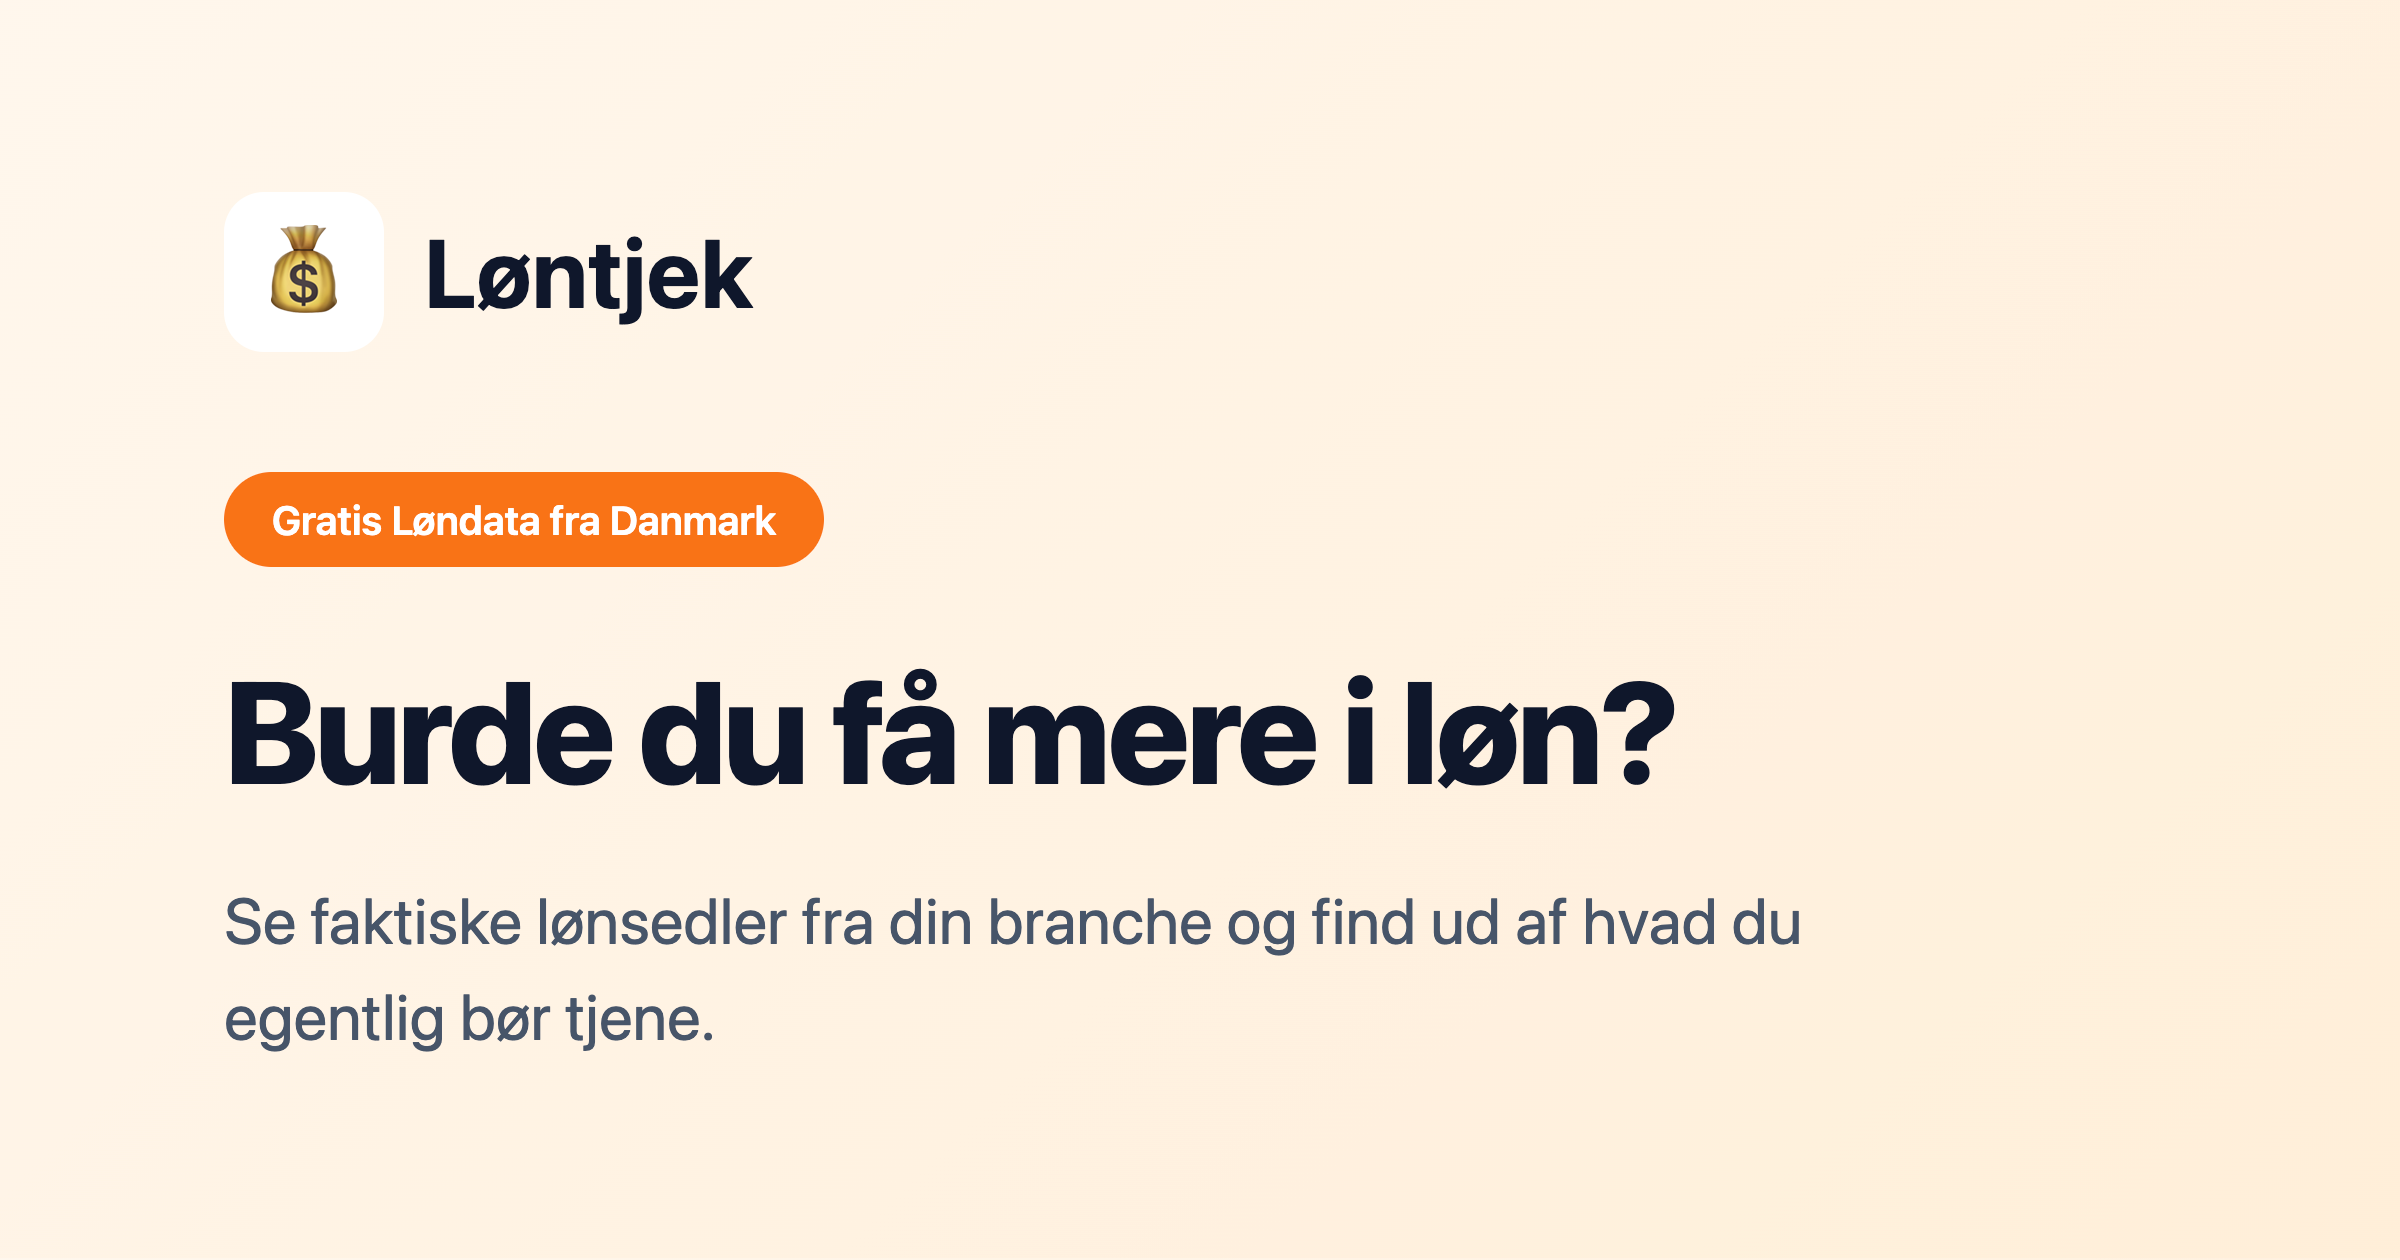 Løntjek
Gratis Løndata fra Danmark
Burde du få mere i løn?
Se faktiske lønsedler fra din branche og find ud af hvad du
egentlig bør tjene.